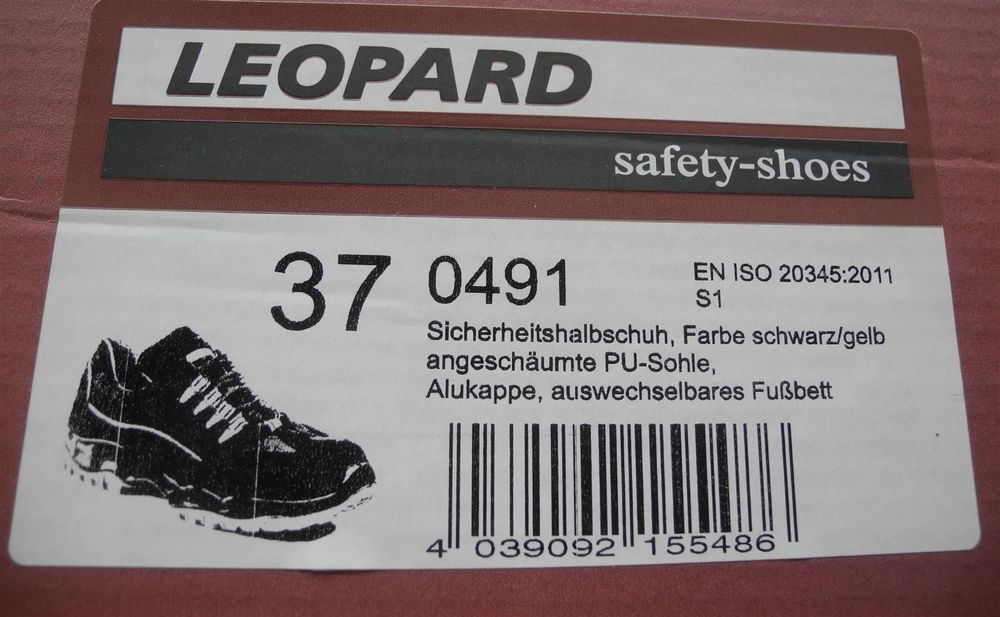 LEOPARD
safety-shoes
37 0491
EN ISO 20345:2011
S1
Sicherheitshalbschuh, Farbe schwarz/gelb
angeschäumte PU-Sohle,
Alukappe, auswechselbares Fußbett
4 039092 155486